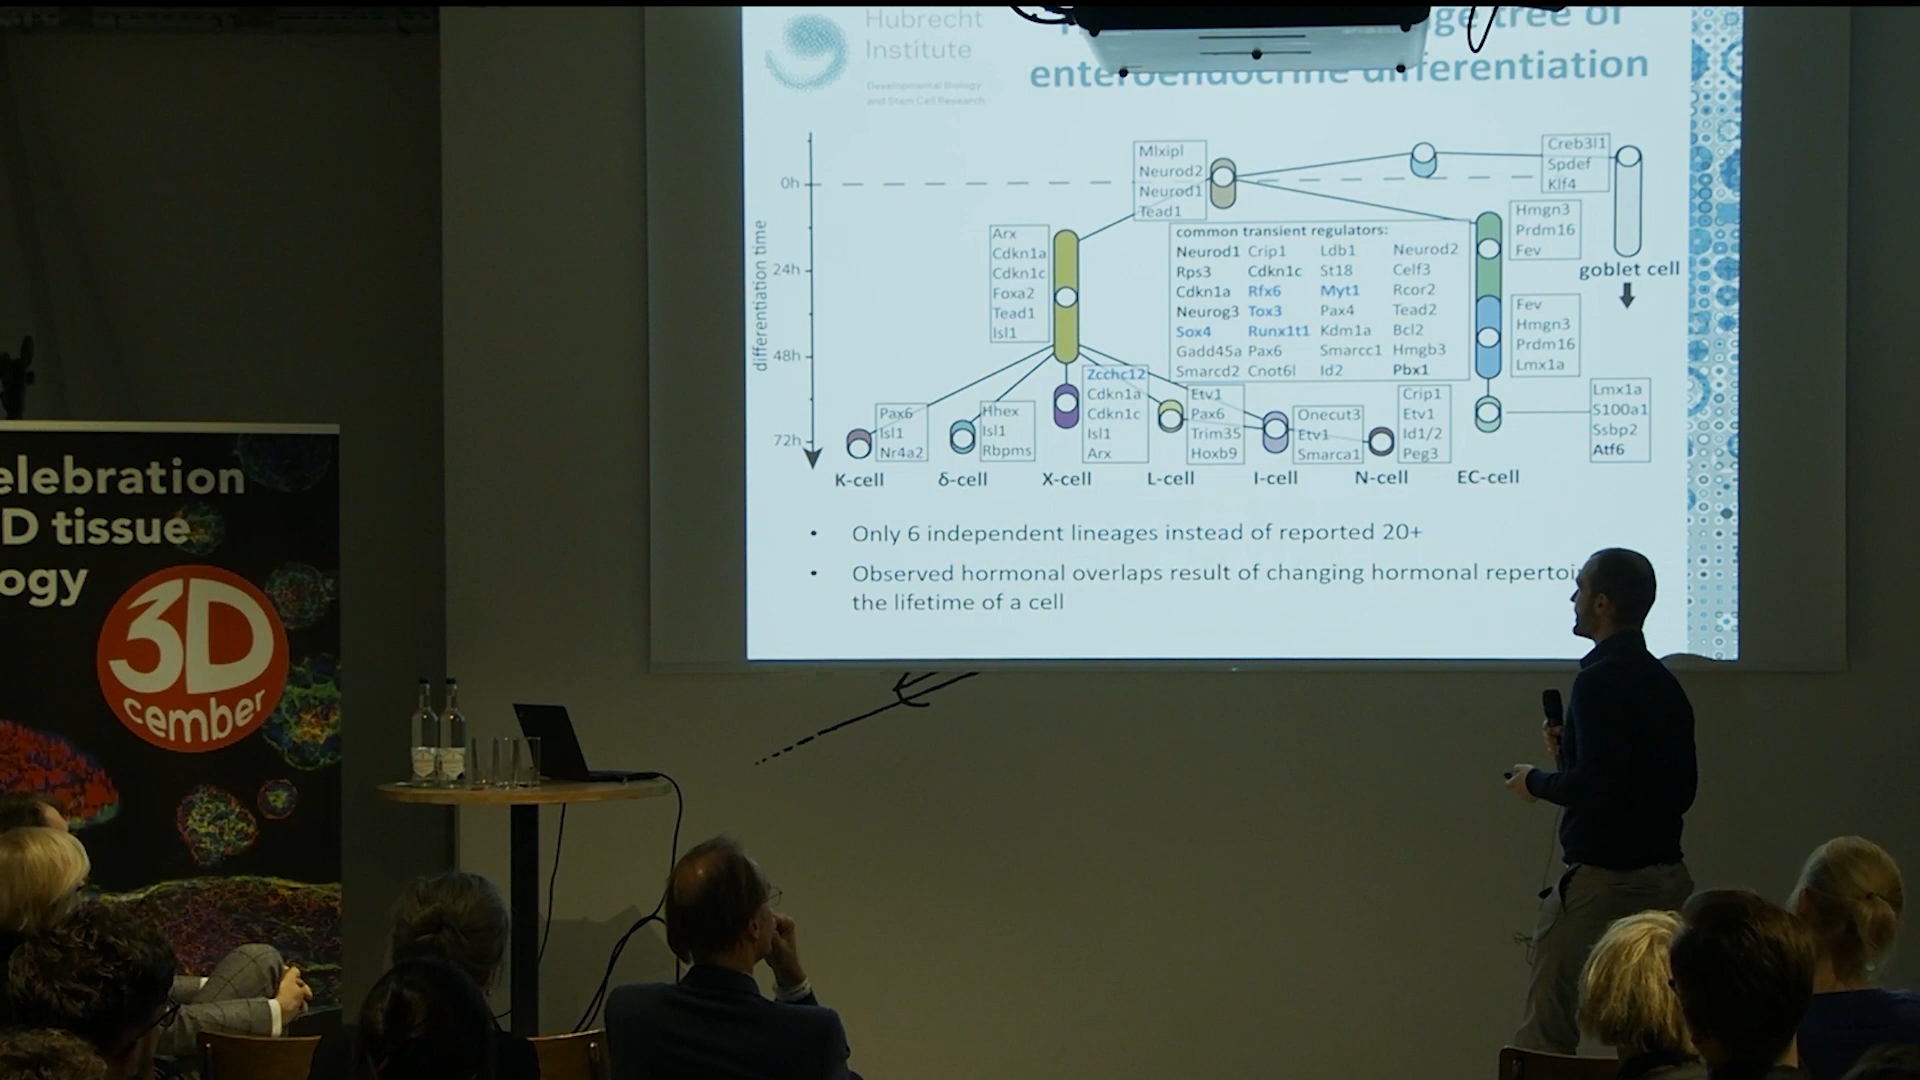 Hubrecht
Institute
Developmental Biology
and Stem Cell Research
tree of
enteroendocrine differentiation
differentiation time
0h
24h
48h
72h
Mlxipl
Neurod2
Neurod1
Tead1
Creb3l1
Spdef
Klf4
goblet cell
Arx
Cdkn1a
Cdkn1c
Foxa2
Tead1
Isl1
common transient regulators:
Neurod1 Crip1 Ldb1 Neurod2
Rps3 Cdkn1c St18 Celf3
Cdkn1a Rfx6 Myt1 Rcor2
Neurog3 Tox3 Pax4 Tead2
Sox4 Runx1t1 Kdm1a Bcl2
Gadd45a Pax6 Smarcc1 Hmgb3
Smarcd2 Cnot6l Id2 Pbx1
Hmgn3
Prdm16
Fev
Fev
Hmgn3
Prdm16
Lmx1a
Pax6
Isl1
Nr4a2
Hhex
Isl1
Rbpms
Zcchc12
Cdkn1a
Cdkn1c
Isl1
Arx
Etv1
Pax6
Trim35
Hoxb9
Onecut3
Etv1
Smarca1
Crip1
Etv1
Id1/2
Peg3
Lmx1a
S100a1
Ssbp2
Atf6
K-cell δ-cell X-cell L-cell I-cell N-cell EC-cell
• Only 6 independent lineages instead of reported 20+
• Observed hormonal overlaps result of changing hormonal
the lifetime of a cell
elebration
D tissue
ogy
3D
cember